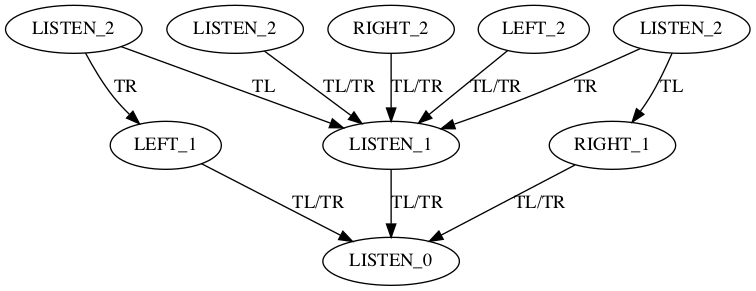 LISTEN_2
LISTEN_2
RIGHT_2
LEFT_2
LISTEN_2
TR
TL
TL/TR
TL/TR
TL/TR
TR
TL
LEFT_1
LISTEN_1
RIGHT_1
TL/TR
TL/TR
TL/TR
LISTEN_0